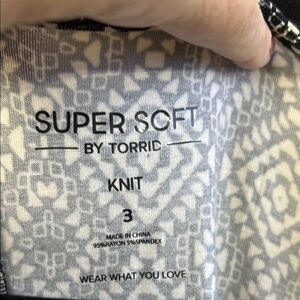 SUPER SOFT
BY TORRID
KNIT
3
MADE IN CHINA
95%RAYON 5%SPANDEX
WEAR WHAT YOU LOVE